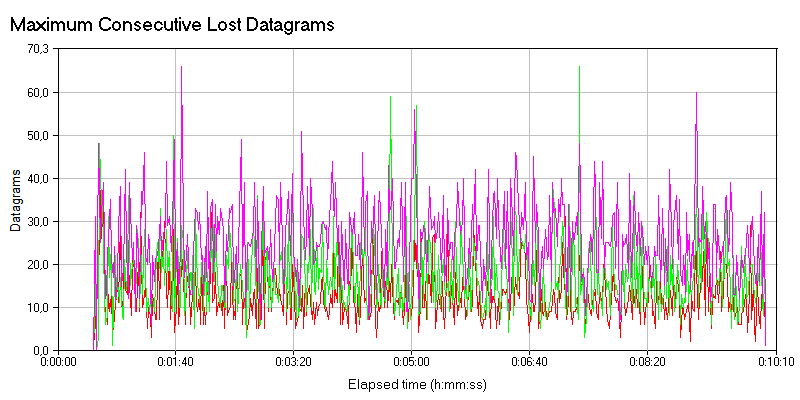 Maximum Consecutive Lost Datagrams
70,3
60,0
50,0
40,0
30,0
20,0
10,0
0,0
Datagrams
0:00:00 0:01:40 0:03:20 0:05:00 0:06:40 0:08:20 0:10:10
Elapsed time (h:mm:ss)